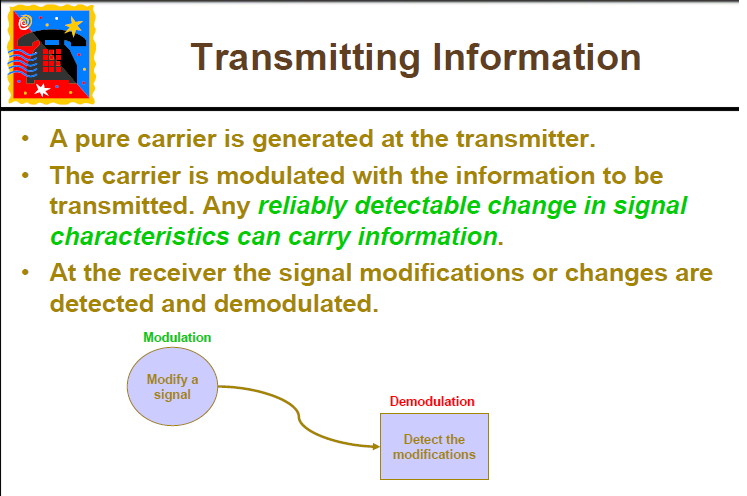 Transmitting Information
• A pure carrier is generated at the transmitter.
• The carrier is modulated with the information to be
transmitted. Any reliably detectable change in signal
characteristics can carry information.
• At the receiver the signal modifications or changes are
detected and demodulated.
Modulation
Modify a
signal
Demodulation
Detect the
modifications